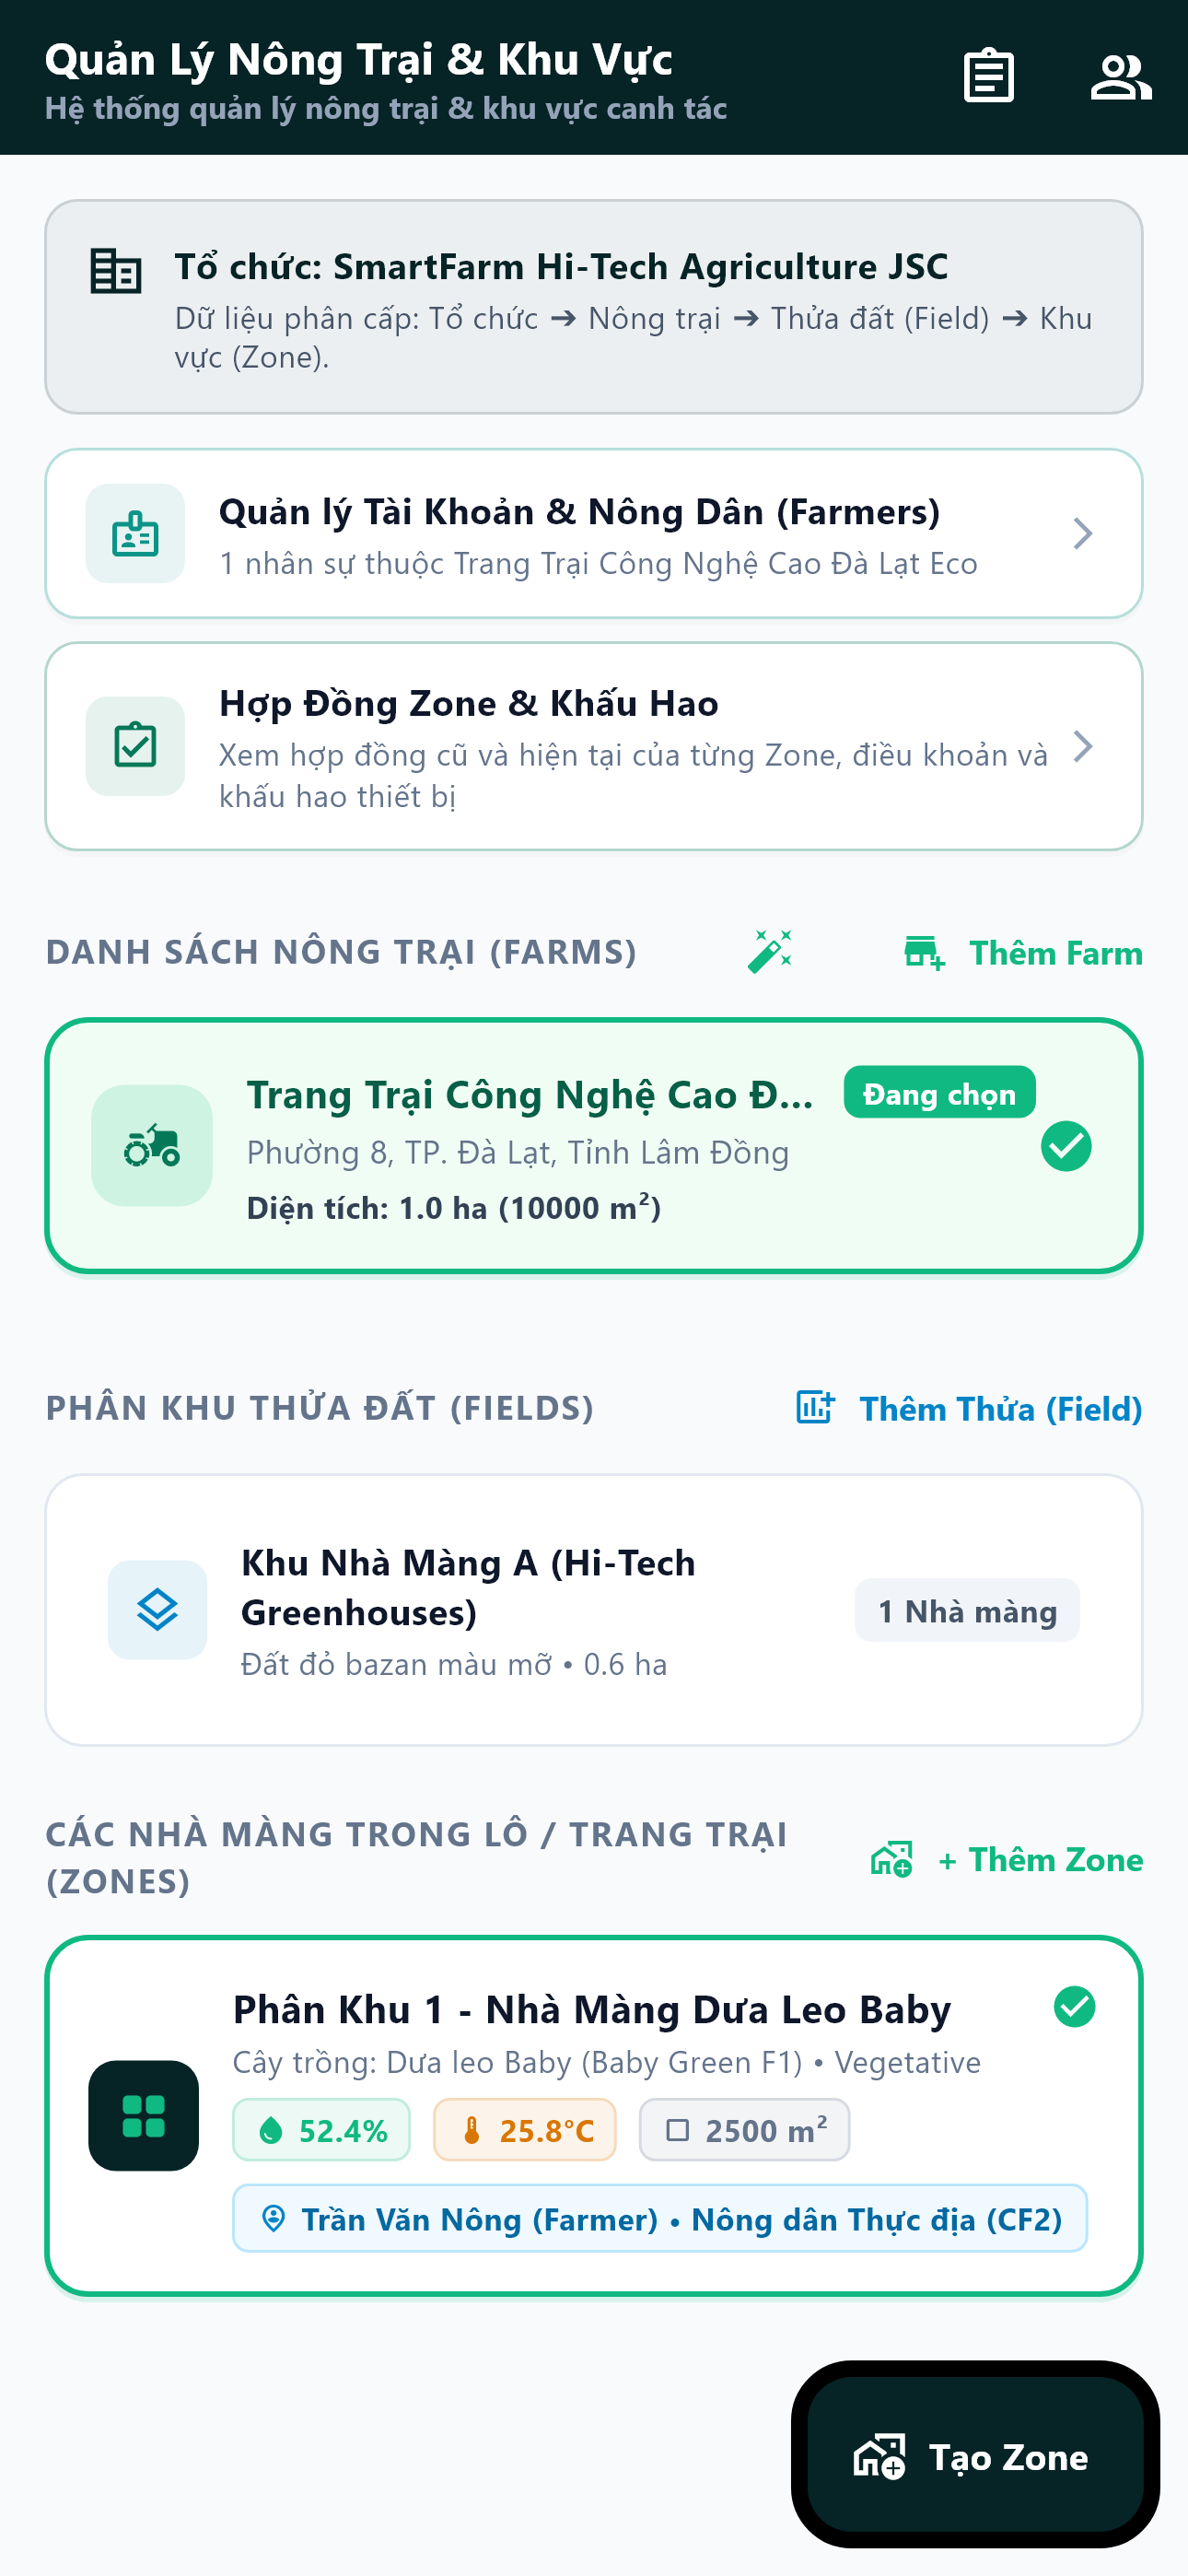 Quản Lý Nông Trại & Khu Vực
Hệ thống quản lý nông trại & khu vực canh tác
Tổ chức: SmartFarm Hi-Tech Agriculture JSC
Dữ liệu phân cấp: Tổ chức → Nông trại → Thửa đất (Field) → Khu
vực (Zone).
Quản lý Tài Khoản & Nông Dân (Farmers)
1 nhân sự thuộc Trang Trại Công Nghệ Cao Đà Lạt Eco
Hợp Đồng Zone & Khấu Hao
Xem hợp đồng cũ và hiện tại của từng Zone, điều khoản và
khấu hao thiết bị
DANH SÁCH NÔNG TRẠI (FARMS)
Thêm Farm
Trang Trại Công Nghệ Cao Đ...
Đang chọn
Phường 8, TP. Đà Lạt, Tỉnh Lâm Đồng
Diện tích: 1.0 ha (10000 m²)
PHÂN KHU THỬA ĐẤT (FIELDS)
Thêm Thửa (Field)
Khu Nhà Màng A (Hi-Tech
Greenhouses)
1 Nhà màng
Đất đỏ bazan màu mỡ • 0.6 ha
CÁC NHÀ MÀNG TRONG LÔ / TRANG TRẠI
(ZONES)
+ Thêm Zone
Phân Khu 1 - Nhà Màng Dưa Leo Baby
Cây trồng: Dưa leo Baby (Baby Green F1) • Vegetative
52.4%
25.8°C
2500 m²
Trần Văn Nông (Farmer) • Nông dân Thực địa (CF2)
Tạo Zone